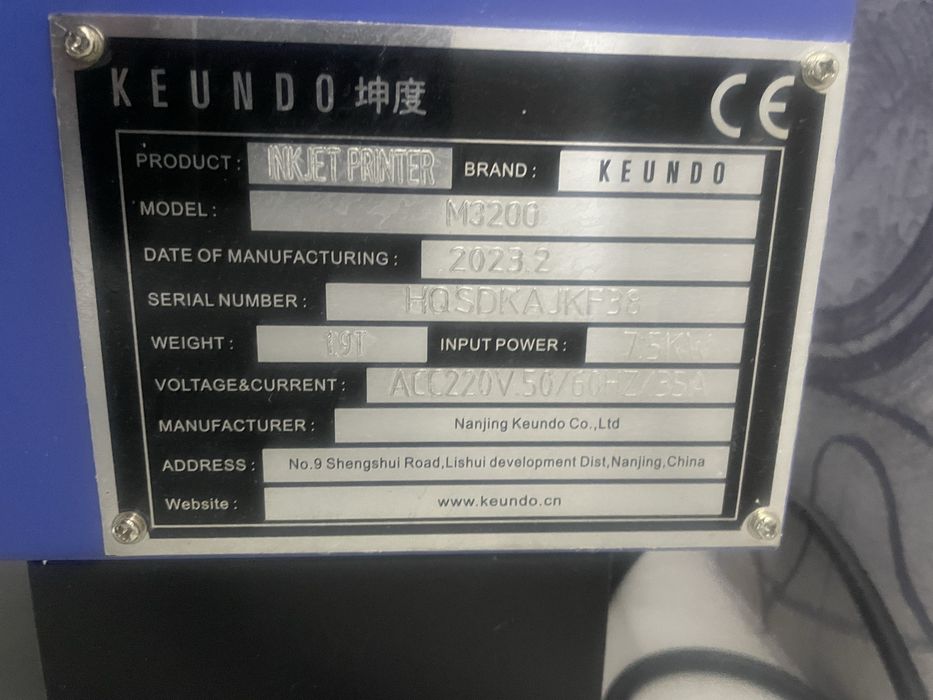 KEUNDO 坤度 CE
PRODUCT: INKJET PRINTER BRAND: KEUNDO
MODEL: M3200
DATE OF MANUFACTURING: 2023.2
SERIAL NUMBER: HQSDKAJKF38
WEIGHT: 1.9T INPUT POWER: 7.5KW
VOLTAGE&CURRENT: ACC220V.50/60HZ/35A
MANUFACTURER: Nanjing Keundo Co.,Ltd
ADDRESS: No.9 Shengshui Road,Lishui development Dist,Nanjing,China
Website: www.keundo.cn